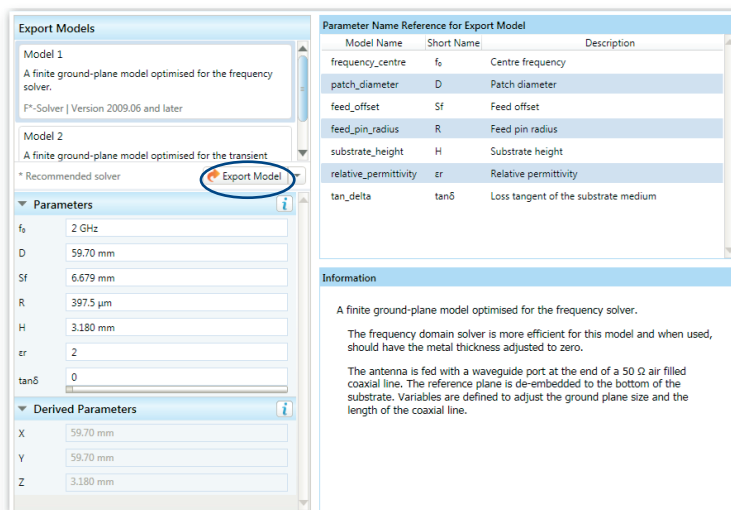 Export Models
Model 1
A finite ground-plane model optimised for the frequency
solver.
F*-Solver | Version 2009.06 and later
Model 2
A finite ground-plane model optimised for the transient
* Recommended solver
Export Model
Parameters
i
f₀ 2 GHz
D 59.70 mm
Sf 6.679 mm
R 397.5 µm
H 3.180 mm
εr 2
tanδ 0
Derived Parameters
i
X 59.70 mm
Y 59.70 mm
Z 3.180 mm
Parameter Name Reference for Export Model
Model Name Short Name Description
frequency_centre f₀ Centre frequency
patch_diameter D Patch diameter
feed_offset Sf Feed offset
feed_pin_radius R Feed pin radius
substrate_height H Substrate height
relative_permittivity εr Relative permittivity
tan_delta tanδ Loss tangent of the substrate medium
Information
A finite ground-plane model optimised for the frequency solver.
The frequency domain solver is more efficient for this model and when used,
should have the metal thickness adjusted to zero.
The antenna is fed with a waveguide port at the end of a 50 Ω air filled
coaxial line. The reference plane is de-embedded to the bottom of the
substrate. Variables are defined to adjust the ground plane size and the
length of the coaxial line.